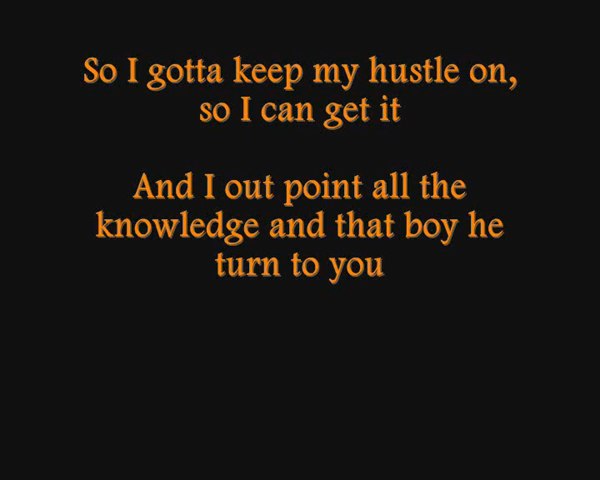 So I gotta keep my hustle on,
so I can get it
And I out point all the
knowledge and that boy he
turn to you